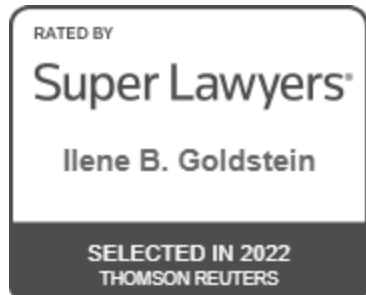 RATED BY
Super Lawyers®
Ilene B. Goldstein
SELECTED IN 2022
THOMSON REUTERS